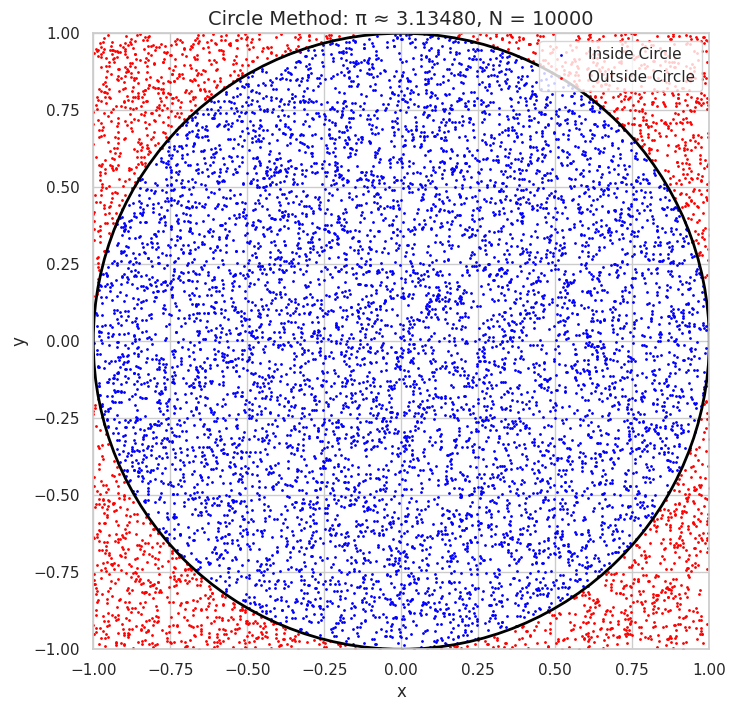 Circle Method: π ≈ 3.13480, N = 10000
Inside Circle
Outside Circle
1.00
0.75
0.50
0.25
0.00
−0.25
−0.50
−0.75
−1.00
y
−1.00 −0.75 −0.50 −0.25 0.00 0.25 0.50 0.75 1.00
x